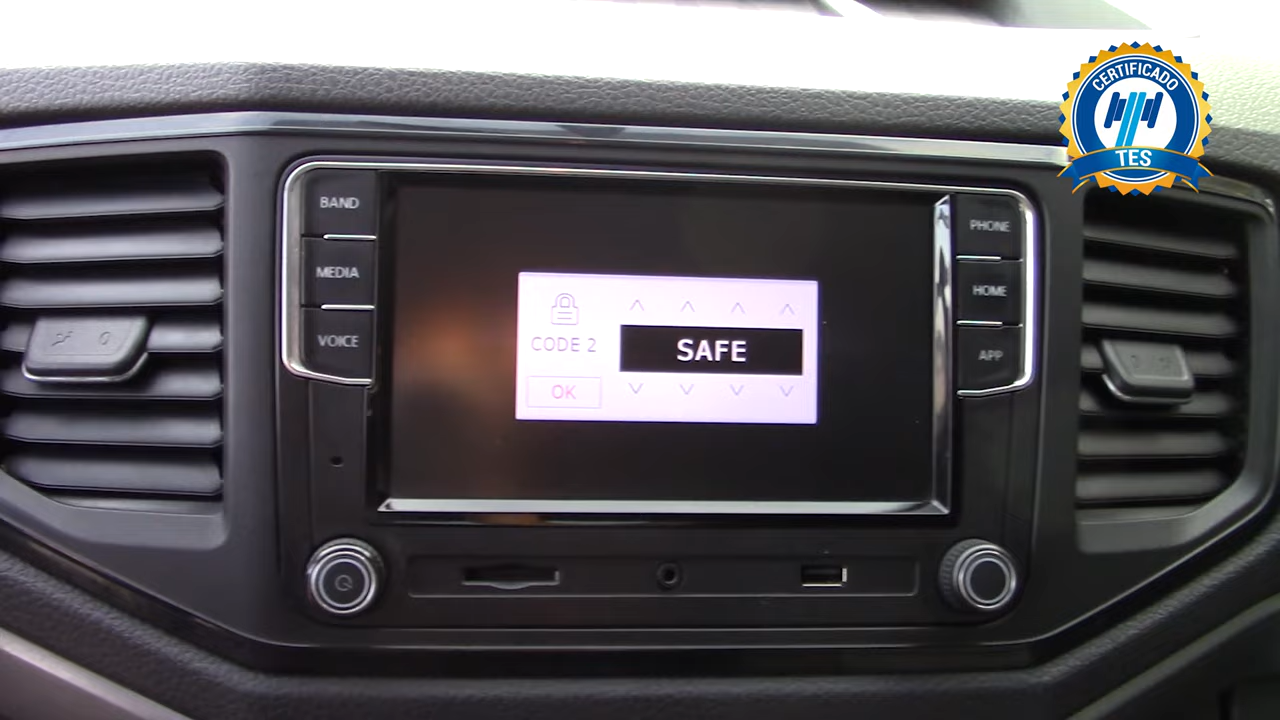 CERTIFICADO
TES
BAND
MEDIA
VOICE
PHONE
HOME
APP
CODE 2
SAFE
OK